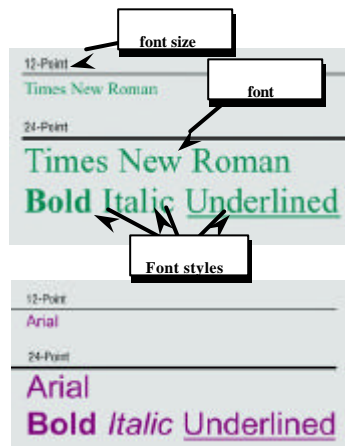 font size
12-Point
Times New Roman
font
24-Point
Times New Roman
Bold Italic Underlined
Font styles
12-Point
Arial
24-Point
Arial
Bold Italic Underlined